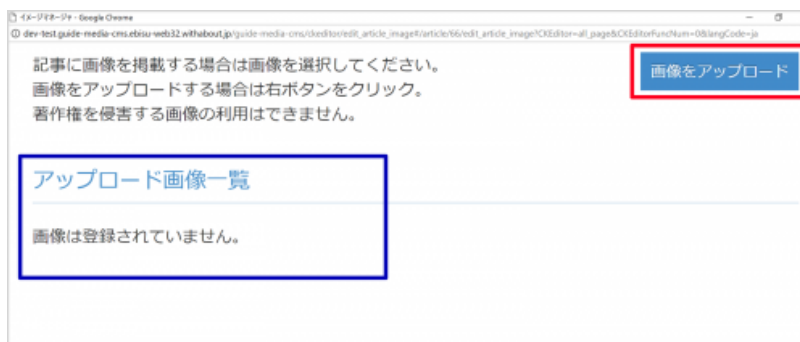 イメージマネージャ - Google Chrome
dev-test.guide-media-cms.ebisu-web32.withabout.jp/guide-media-cms/ckeditor/edit_article_image#/article/66/edit_article_image?CKEditor=all_page&CKEditorFuncNum=0&langCode=ja
記事に画像を掲載する場合は画像を選択してください。
画像をアップロード
画像をアップロードする場合は右ボタンをクリック。
著作権を侵害する画像の利用はできません。
アップロード画像一覧
画像は登録されていません。